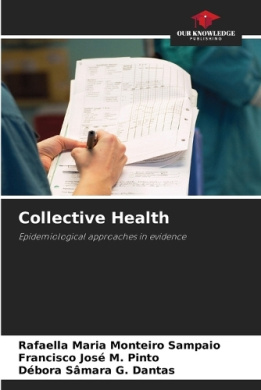 OUR KNOWLEDGE
PUBLISHING
Collective Health
Epidemiological approaches in evidence
Rafaella Maria Monteiro Sampaio
Francisco José M. Pinto
Débora Sâmara G. Dantas